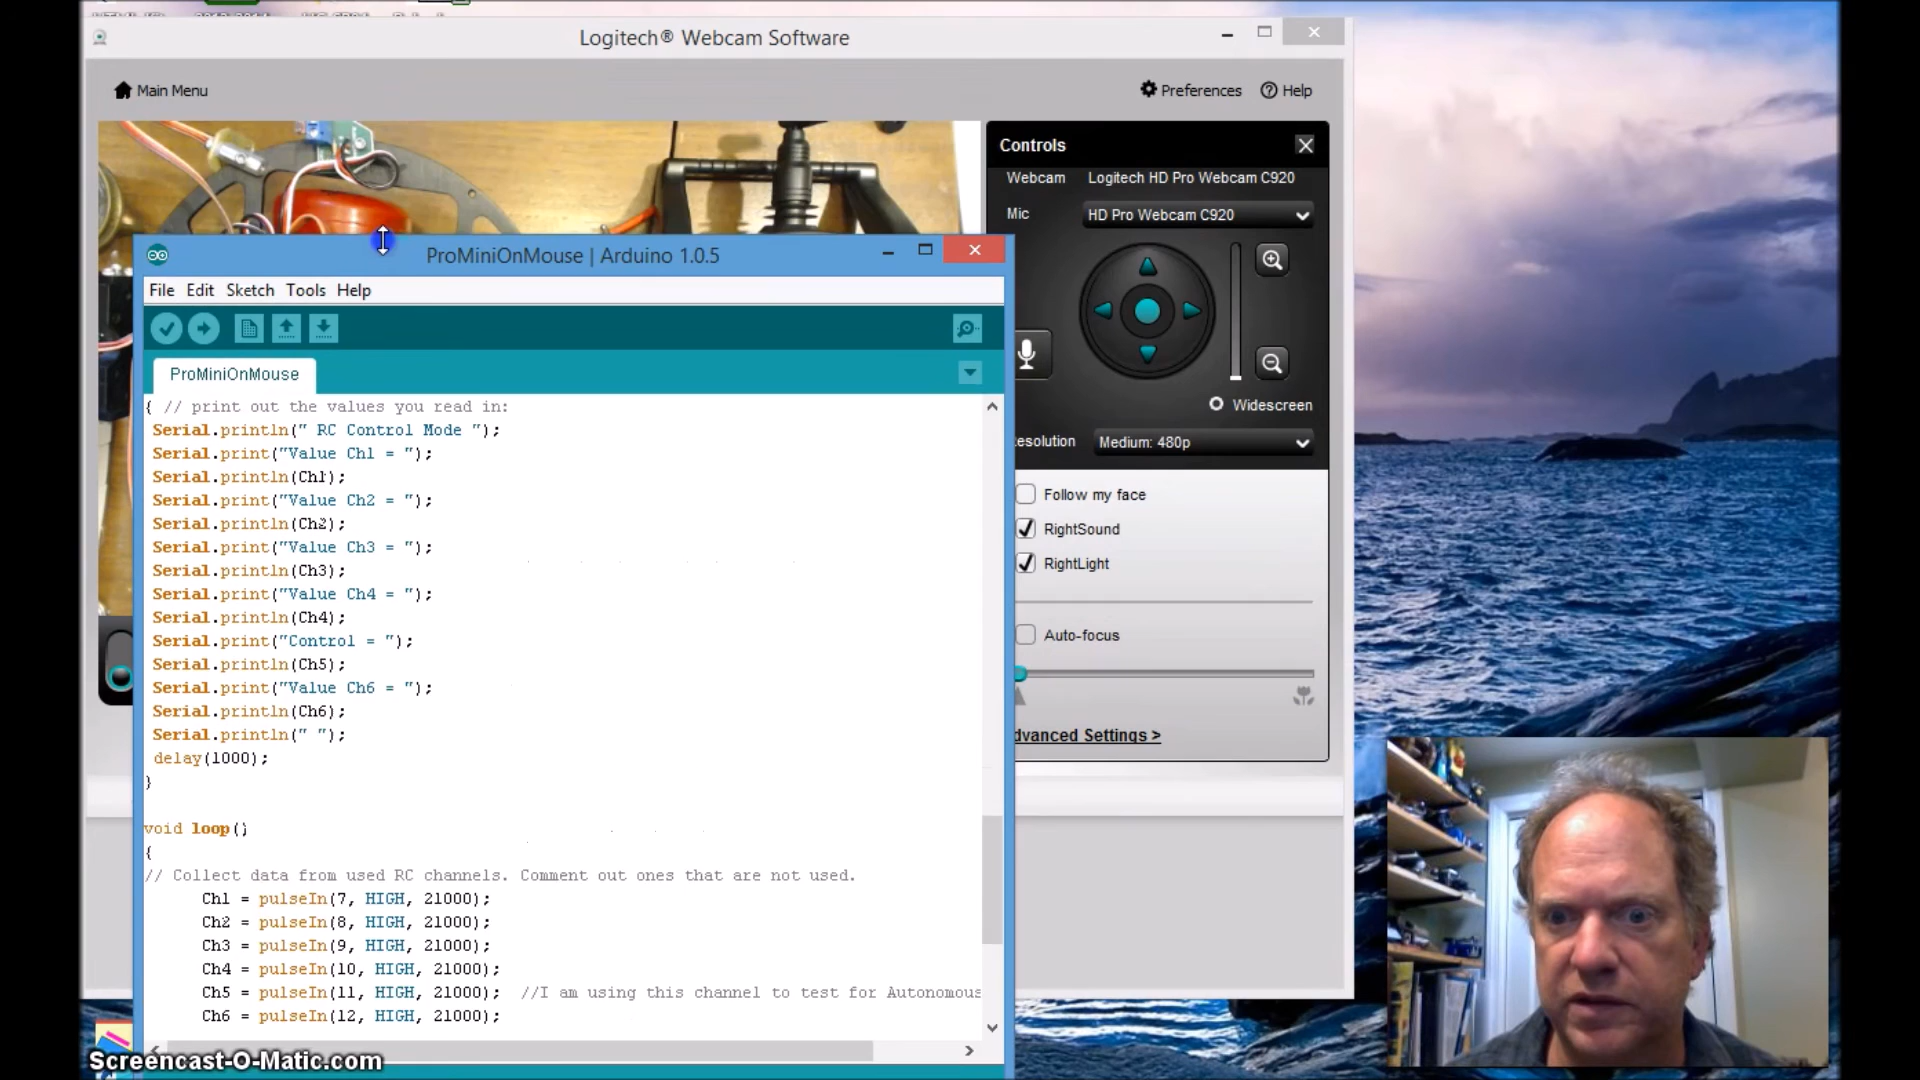 Logitech® Webcam Software
Main Menu
Preferences
Help
Controls
Webcam Logitech HD Pro Webcam C920
Mic HD Pro Webcam C920
Widescreen
esolution Medium: 480p
Follow my face
RightSound
RightLight
Auto-focus
dvanced Settings >
ProMiniOnMouse | Arduino 1.0.5
File Edit Sketch Tools Help
ProMiniOnMouse
{ // print out the values you read in:
Serial.println(" RC Control Mode ");
Serial.print("Value Ch1 = ");
Serial.println(Ch1);
Serial.print("Value Ch2 = ");
Serial.println(Ch2);
Serial.print("Value Ch3 = ");
Serial.println(Ch3);
Serial.print("Value Ch4 = ");
Serial.println(Ch4);
Serial.print("Control = ");
Serial.println(Ch5);
Serial.print("Value Ch6 = ");
Serial.println(Ch6);
Serial.println(" ");
delay(1000);
}
void loop()
{
// Collect data from used RC channels. Comment out ones that are not used.
Ch1 = pulseIn(7, HIGH, 21000);
Ch2 = pulseIn(8, HIGH, 21000);
Ch3 = pulseIn(9, HIGH, 21000);
Ch4 = pulseIn(10, HIGH, 21000);
Ch5 = pulseIn(11, HIGH, 21000); //I am using this channel to test for Autonomous
Ch6 = pulseIn(12, HIGH, 21000);
Screencast-O-Matic.com